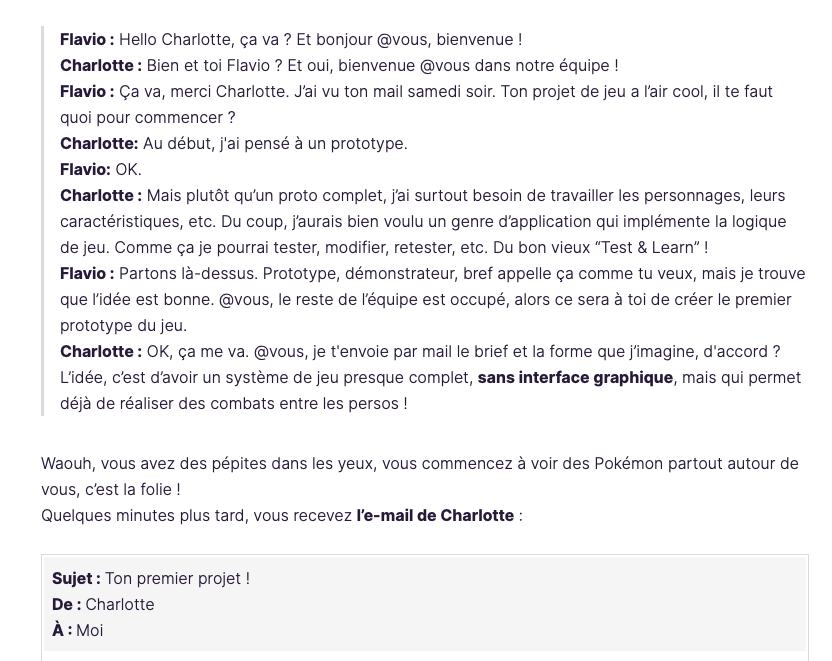 Flavio : Hello Charlotte, ça va ? Et bonjour @vous, bienvenue !
Charlotte : Bien et toi Flavio ? Et oui, bienvenue @vous dans notre équipe !
Flavio : Ça va, merci Charlotte. J’ai vu ton mail samedi soir. Ton projet de jeu a l’air cool, il te faut
quoi pour commencer ?
Charlotte: Au début, j'ai pensé à un prototype.
Flavio: OK.
Charlotte : Mais plutôt qu’un proto complet, j’ai surtout besoin de travailler les personnages, leurs
caractéristiques, etc. Du coup, j’aurais bien voulu un genre d’application qui implémente la logique
de jeu. Comme ça je pourrai tester, modifier, retester, etc. Du bon vieux “Test & Learn” !
Flavio : Partons là-dessus. Prototype, démonstrateur, bref appelle ça comme tu veux, mais je trouve
que l’idée est bonne. @vous, le reste de l’équipe est occupé, alors ce sera à toi de créer le premier
prototype du jeu.
Charlotte : OK, ça me va. @vous, je t'envoie par mail le brief et la forme que j’imagine, d'accord ?
L’idée, c’est d’avoir un système de jeu presque complet, sans interface graphique, mais qui permet
déjà de réaliser des combats entre les persos !
Waouh, vous avez des pépites dans les yeux, vous commencez à voir des Pokémon partout autour de
vous, c’est la folie !
Quelques minutes plus tard, vous recevez l’e-mail de Charlotte :
Sujet : Ton premier projet !
De : Charlotte
À : Moi